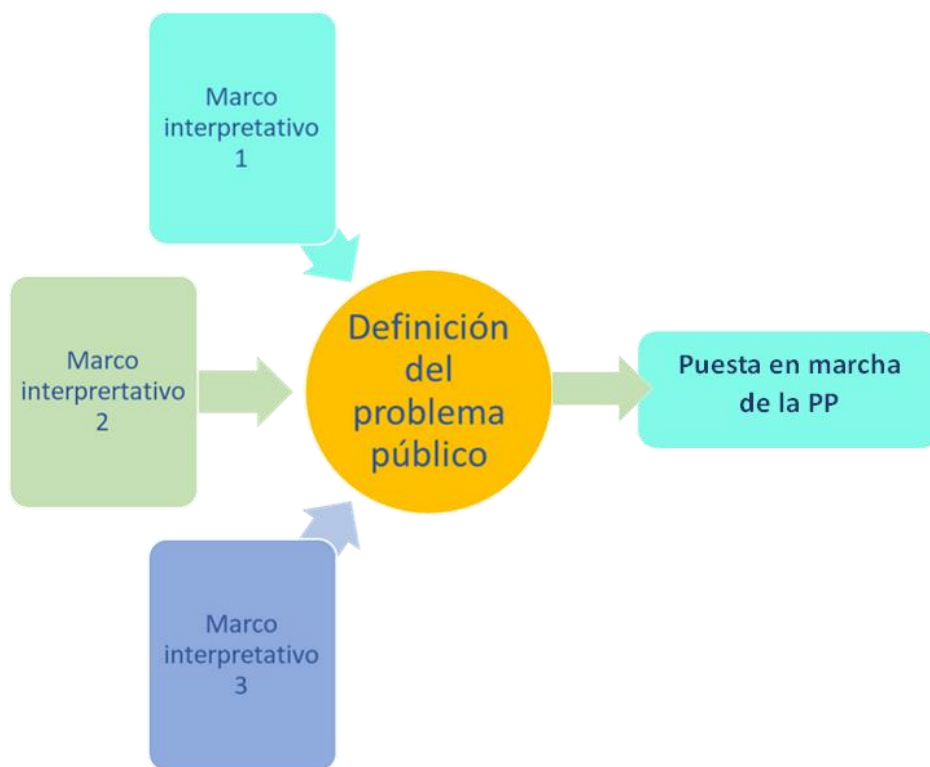 Marco
interpretativo
1
Marco
interprertativo
2
Definición
del
problema
público
Puesta en marcha
de la PP
Marco
interpretativo
3